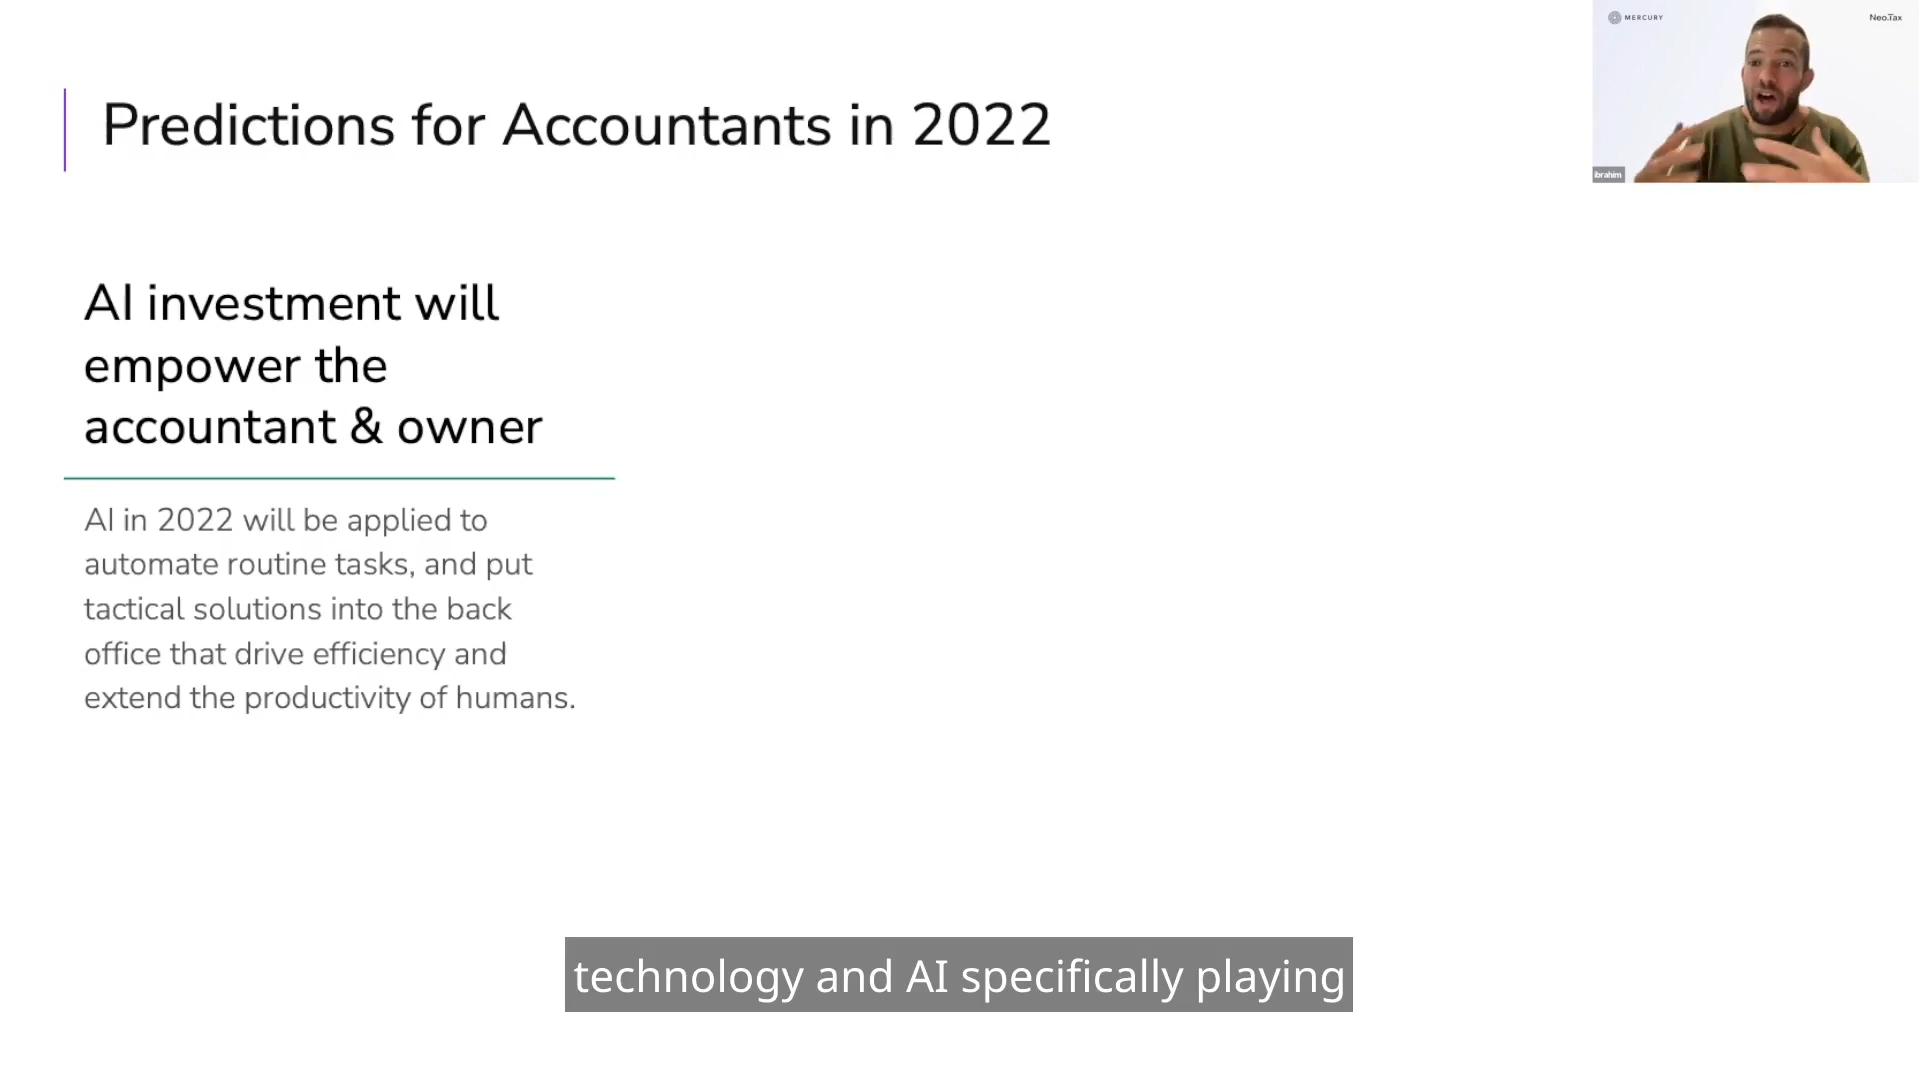 MERCURY
Neo.Tax
Predictions for Accountants in 2022
ibrahim
AI investment will
empower the
accountant & owner
AI in 2022 will be applied to
automate routine tasks, and put
tactical solutions into the back
office that drive efficiency and
extend the productivity of humans.
technology and AI specifically playing